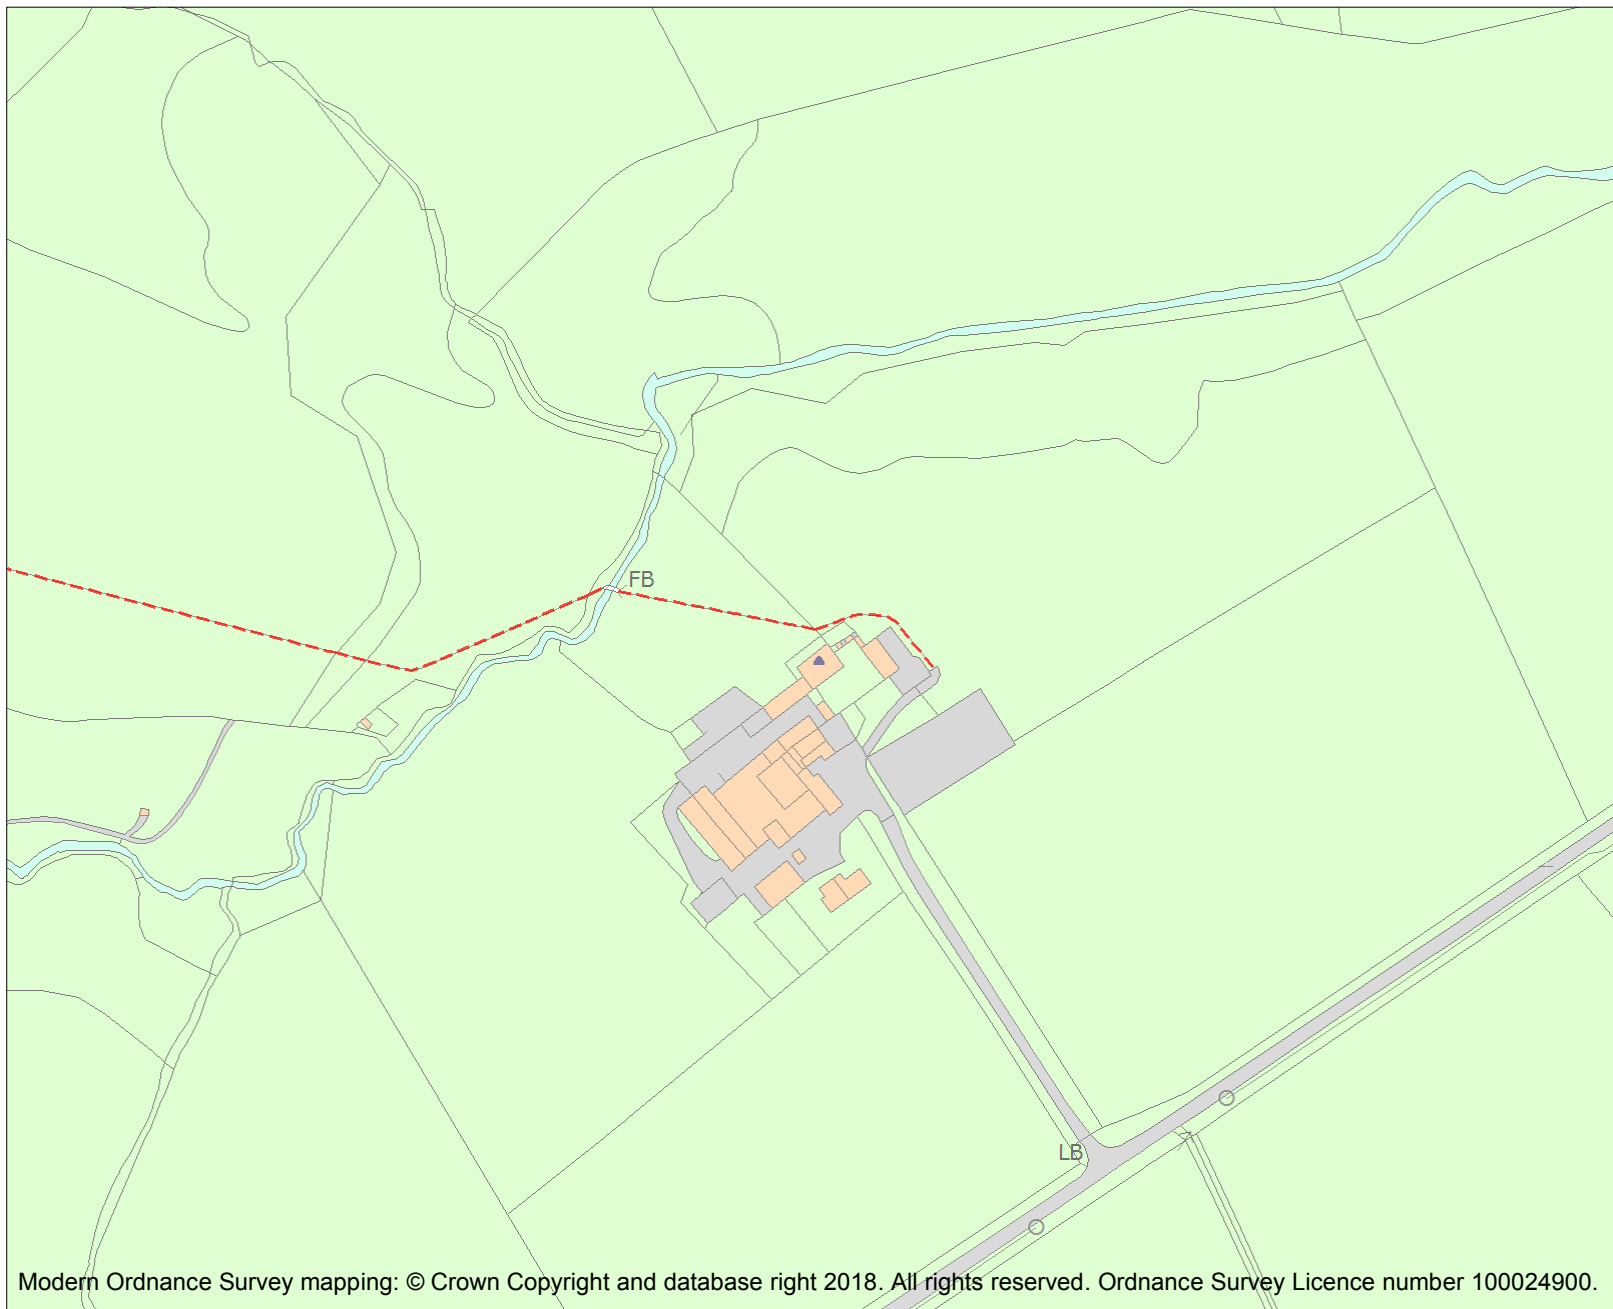 FB
LB
Modern Ordnance Survey mapping: © Crown Copyright and database right 2018. All rights reserved. Ordnance Survey Licence number 100024900.